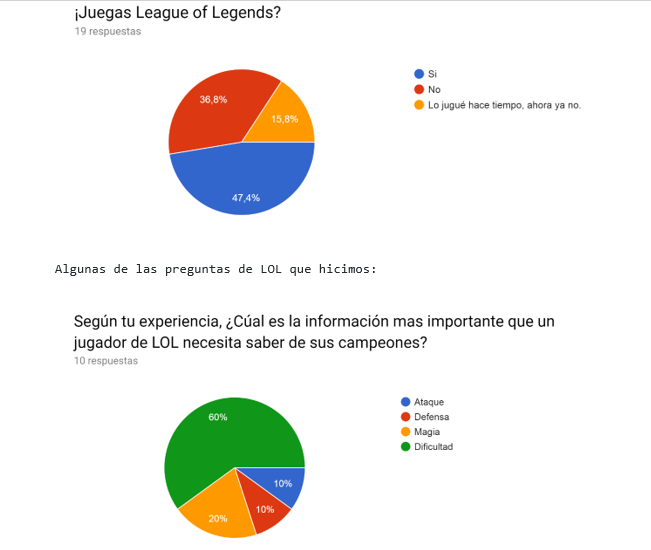 ¡Juegas League of Legends?
19 respuestas
Si
No
Lo jugué hace tiempo, ahora ya no.
36,8%
15,8%
47,4%
Algunas de las preguntas de LOL que hicimos:
Según tu experiencia, ¿Cúal es la información mas importante que un
jugador de LOL necesita saber de sus campeones?
10 respuestas
Ataque
Defensa
Magia
Dificultad
60%
10%
10%
20%